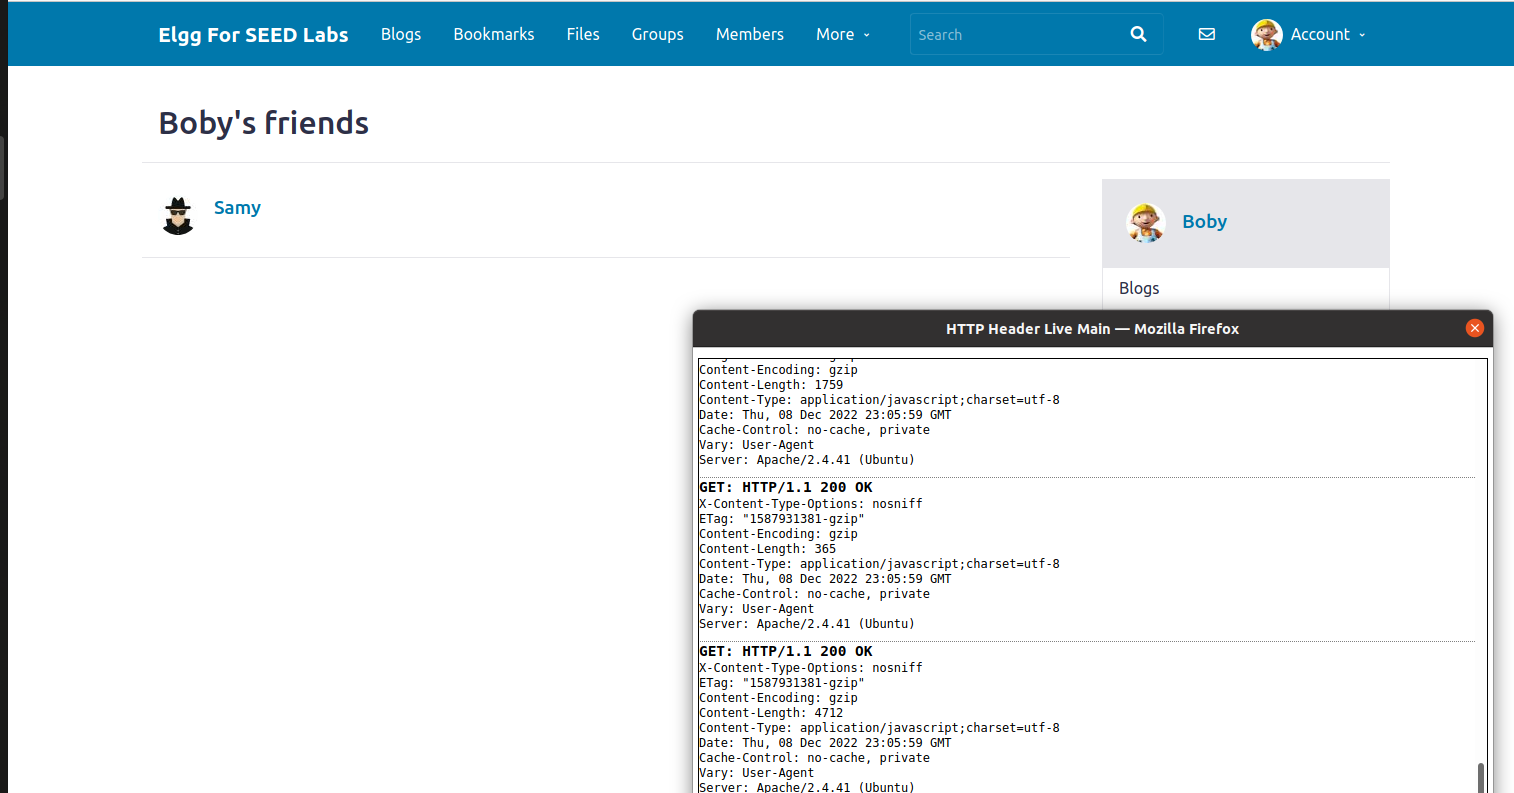 Elgg For SEED Labs Blogs Bookmarks Files Groups Members More Search Account
Boby's friends
Samy
Boby
Blogs
HTTP Header Live Main — Mozilla Firefox
Content-Encoding: gzip
Content-Length: 1759
Content-Type: application/javascript;charset=utf-8
Date: Thu, 08 Dec 2022 23:05:59 GMT
Cache-Control: no-cache, private
Vary: User-Agent
Server: Apache/2.4.41 (Ubuntu)
GET: HTTP/1.1 200 OK
X-Content-Type-Options: nosniff
ETag: "1587931381-gzip"
Content-Encoding: gzip
Content-Length: 365
Content-Type: application/javascript;charset=utf-8
Date: Thu, 08 Dec 2022 23:05:59 GMT
Cache-Control: no-cache, private
Vary: User-Agent
Server: Apache/2.4.41 (Ubuntu)
GET: HTTP/1.1 200 OK
X-Content-Type-Options: nosniff
ETag: "1587931381-gzip"
Content-Encoding: gzip
Content-Length: 4712
Content-Type: application/javascript;charset=utf-8
Date: Thu, 08 Dec 2022 23:05:59 GMT
Cache-Control: no-cache, private
Vary: User-Agent
Server: Apache/2.4.41 (Ubuntu)